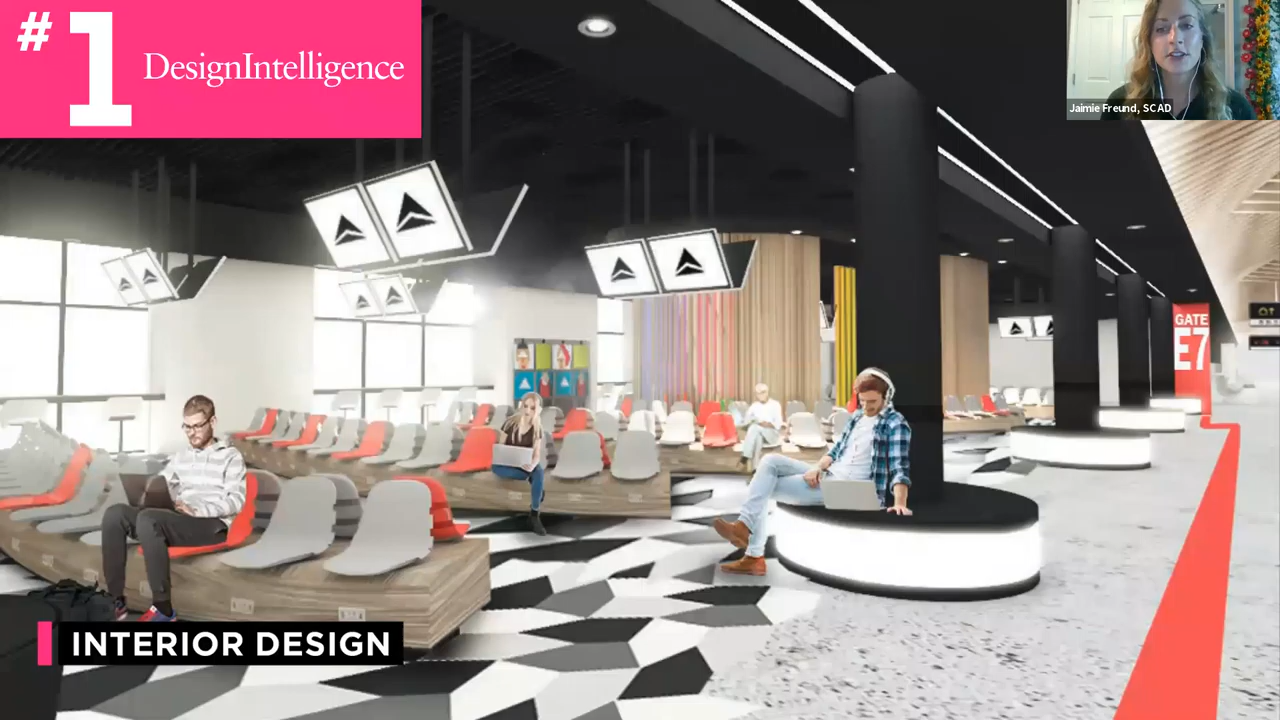 #1 DesignIntelligence
Jaimie Freund, SCAD
GATE
E7
INTERIOR DESIGN